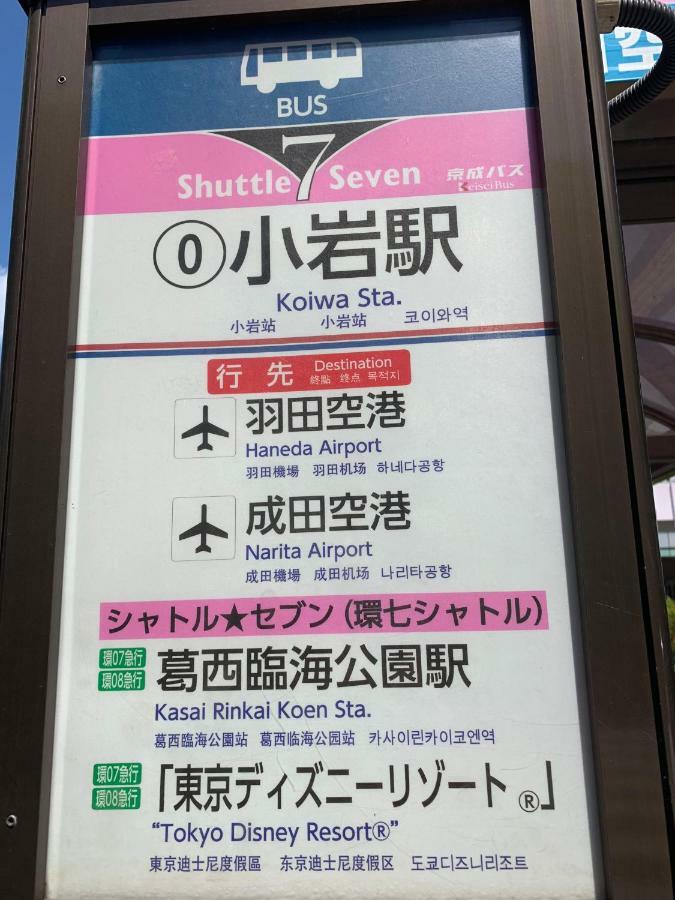 空
BUS
Shuttle 7 Seven 京成バス
KeiseiBus
0 小岩駅
Koiwa Sta.
小岩站 小岩站 코이와역
行先 Destination
終點 终点 목적지
羽田空港
Haneda Airport
羽田機場 羽田机场 하네다공항
成田空港
Narita Airport
成田機場 成田机场 나리타공항
シャトル★セブン(環七シャトル)
環07急行
環08急行
葛西臨海公園駅
Kasai Rinkai Koen Sta.
葛西臨海公園站 葛西临海公园站 카사이린카이코엔역
環07急行
環08急行
「東京ディズニーリゾート®」
“Tokyo Disney Resort®”
東京迪士尼度假區 东京迪士尼度假区 도쿄디즈니리조트